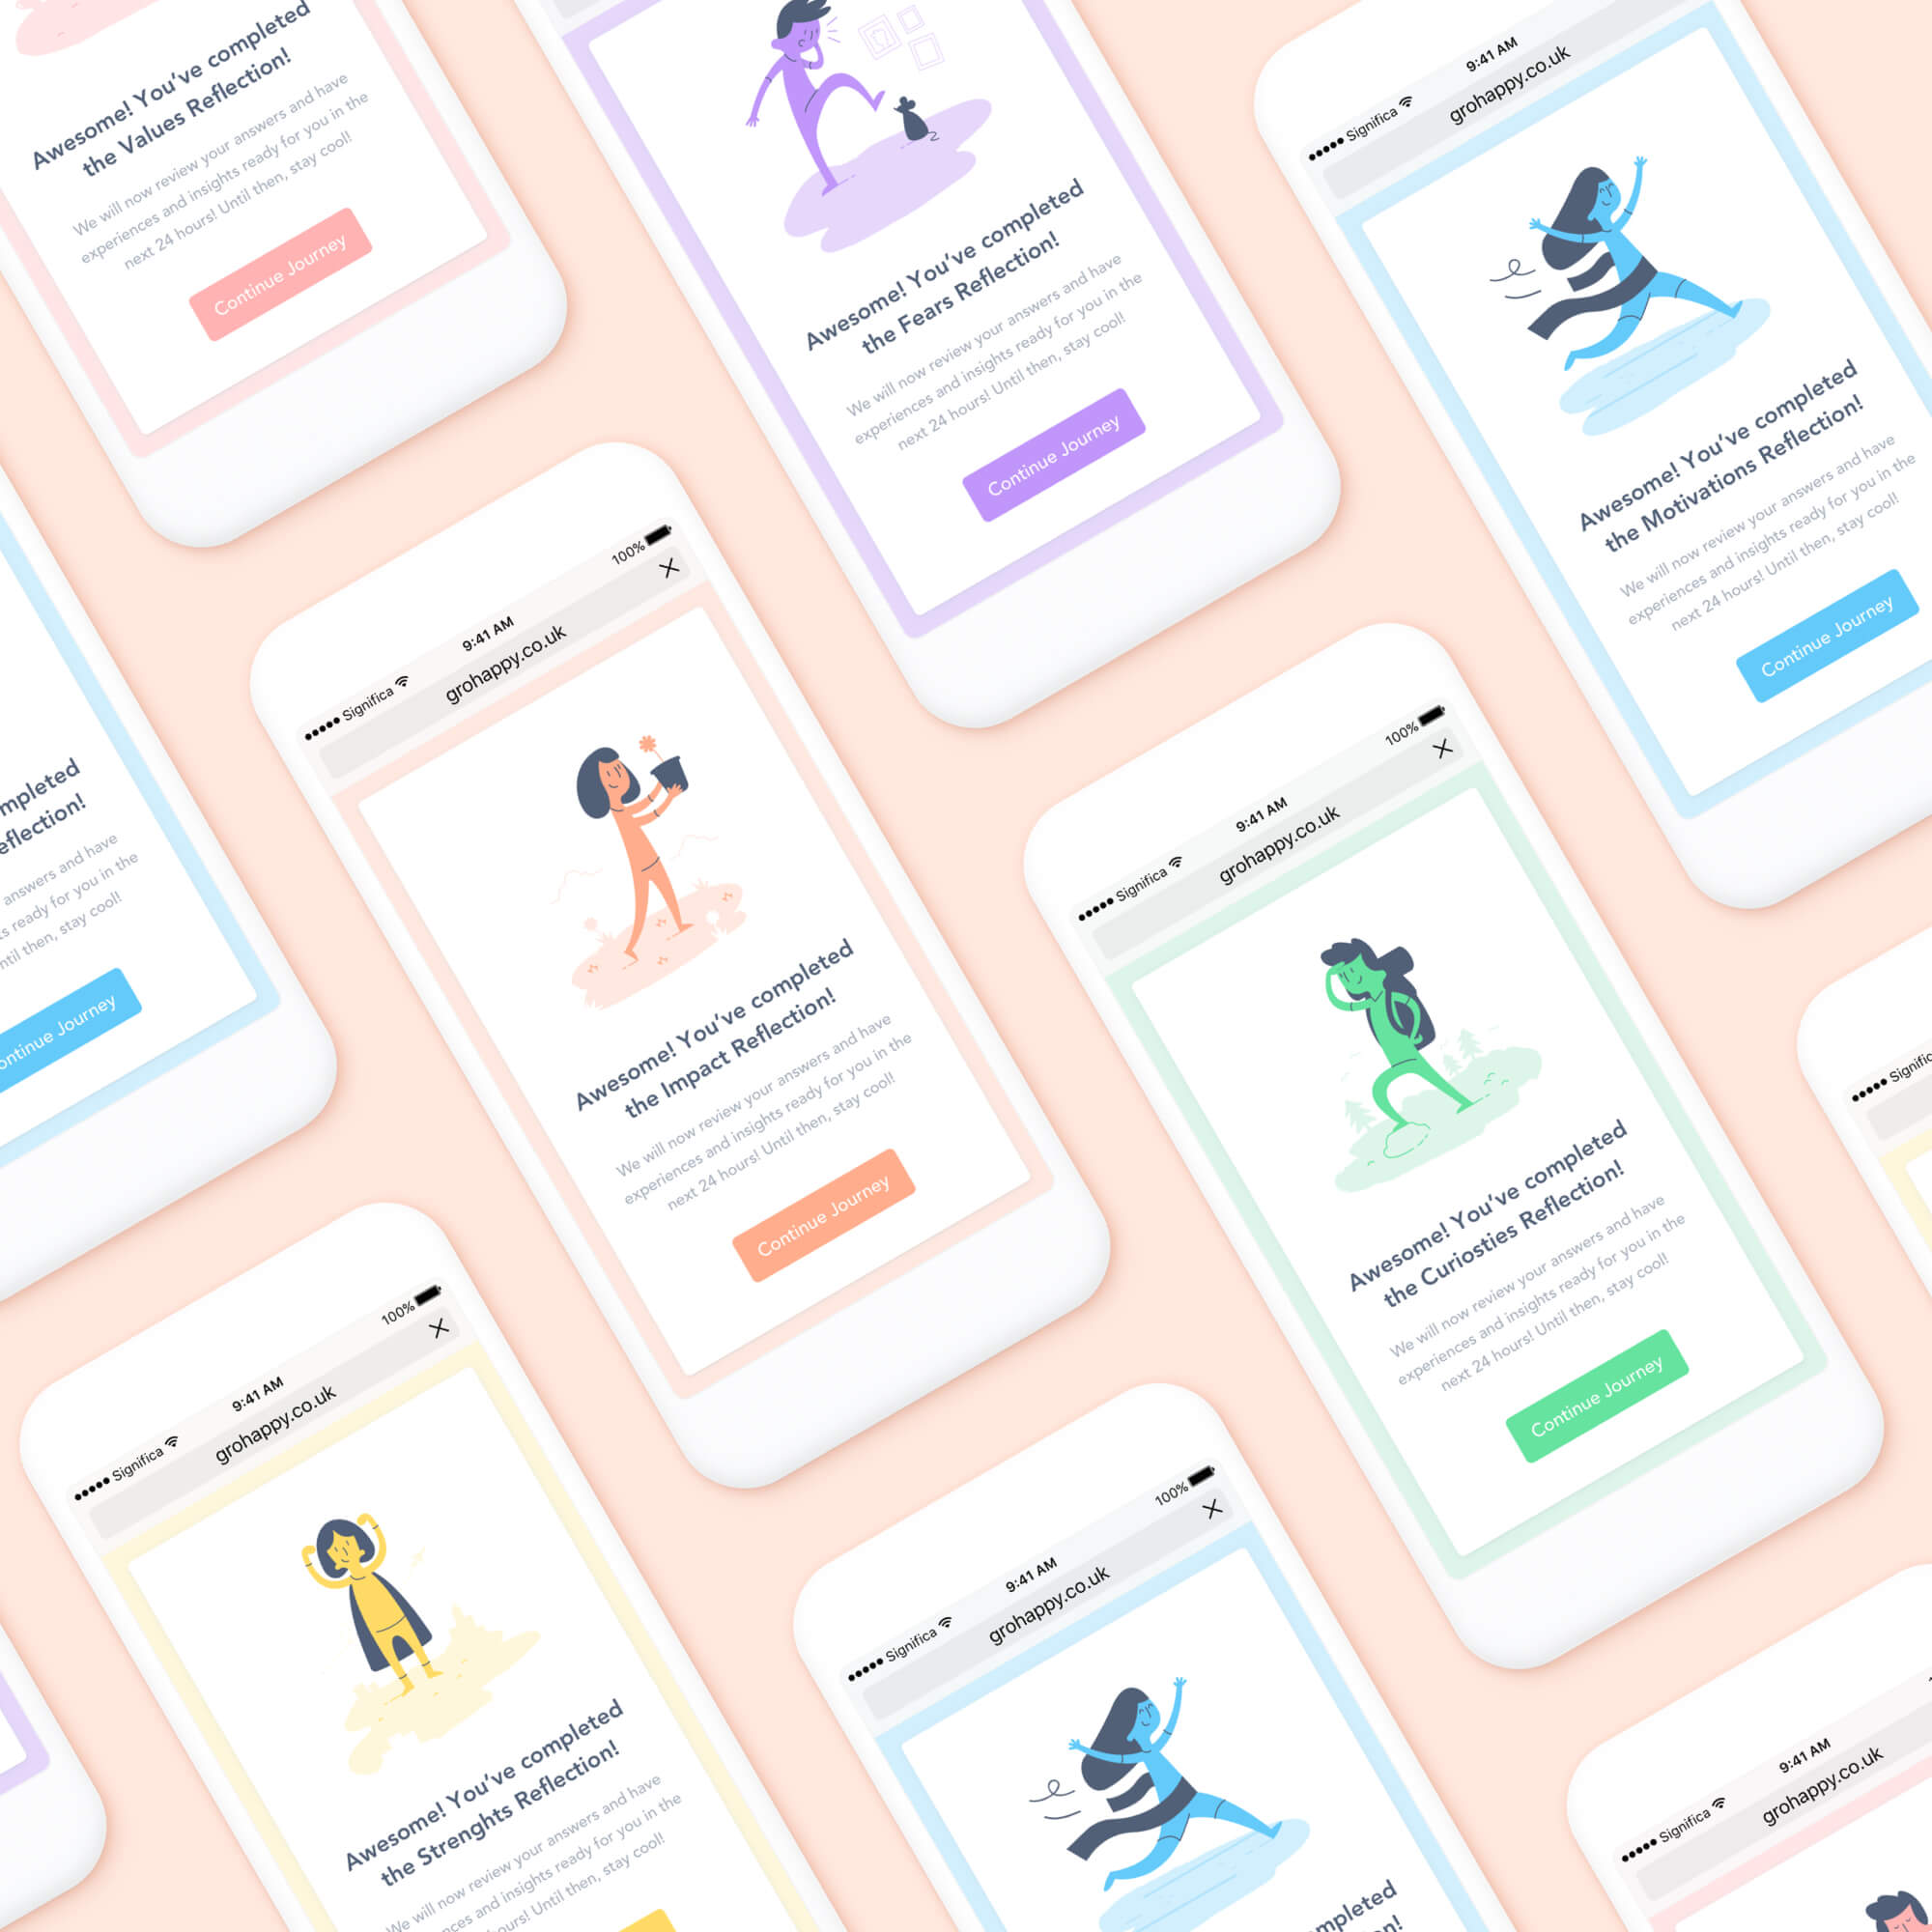 Awesome! You've completed
the Values Reflection!
We will now review your answers and have
experiences and insights ready for you in the
next 24 hours! Until then, stay cool!
Continue Journey
Awesome! You've completed
the Fears Reflection!
We will now review your answers and have
experiences and insights ready for you in the
next 24 hours! Until then, stay cool!
Continue Journey
Significa 9:41 AM
grohappy.co.uk
Awesome! You've completed
the Motivations Reflection!
We will now review your answers and have
experiences and insights ready for you in the
next 24 hours! Until then, stay cool!
Continue Journey
answers and have
ready for you in the
then, stay cool!
Journey
Significa 9:41 AM 100%
grohappy.co.uk
Awesome! You've completed
the Impact Reflection!
We will now review your answers and have
experiences and insights ready for you in the
next 24 hours! Until then, stay cool!
Continue Journey
Significa 9:41 AM 100%
grohappy.co.uk
Awesome! You've completed
the Curiosties Reflection!
We will now review your answers and have
experiences and insights ready for you in the
next 24 hours! Until then, stay cool!
Continue Journey
Significa 9:41 AM 100%
grohappy.co.uk
Awesome! You've completed
the Strenghts Reflection!
We will now review your answers and have
and insights ready for you in the
Until then, stay cool!
Significa 9:41 AM 100%
grohappy.co.uk
Significa 9:41 AM
grohappy.co.uk